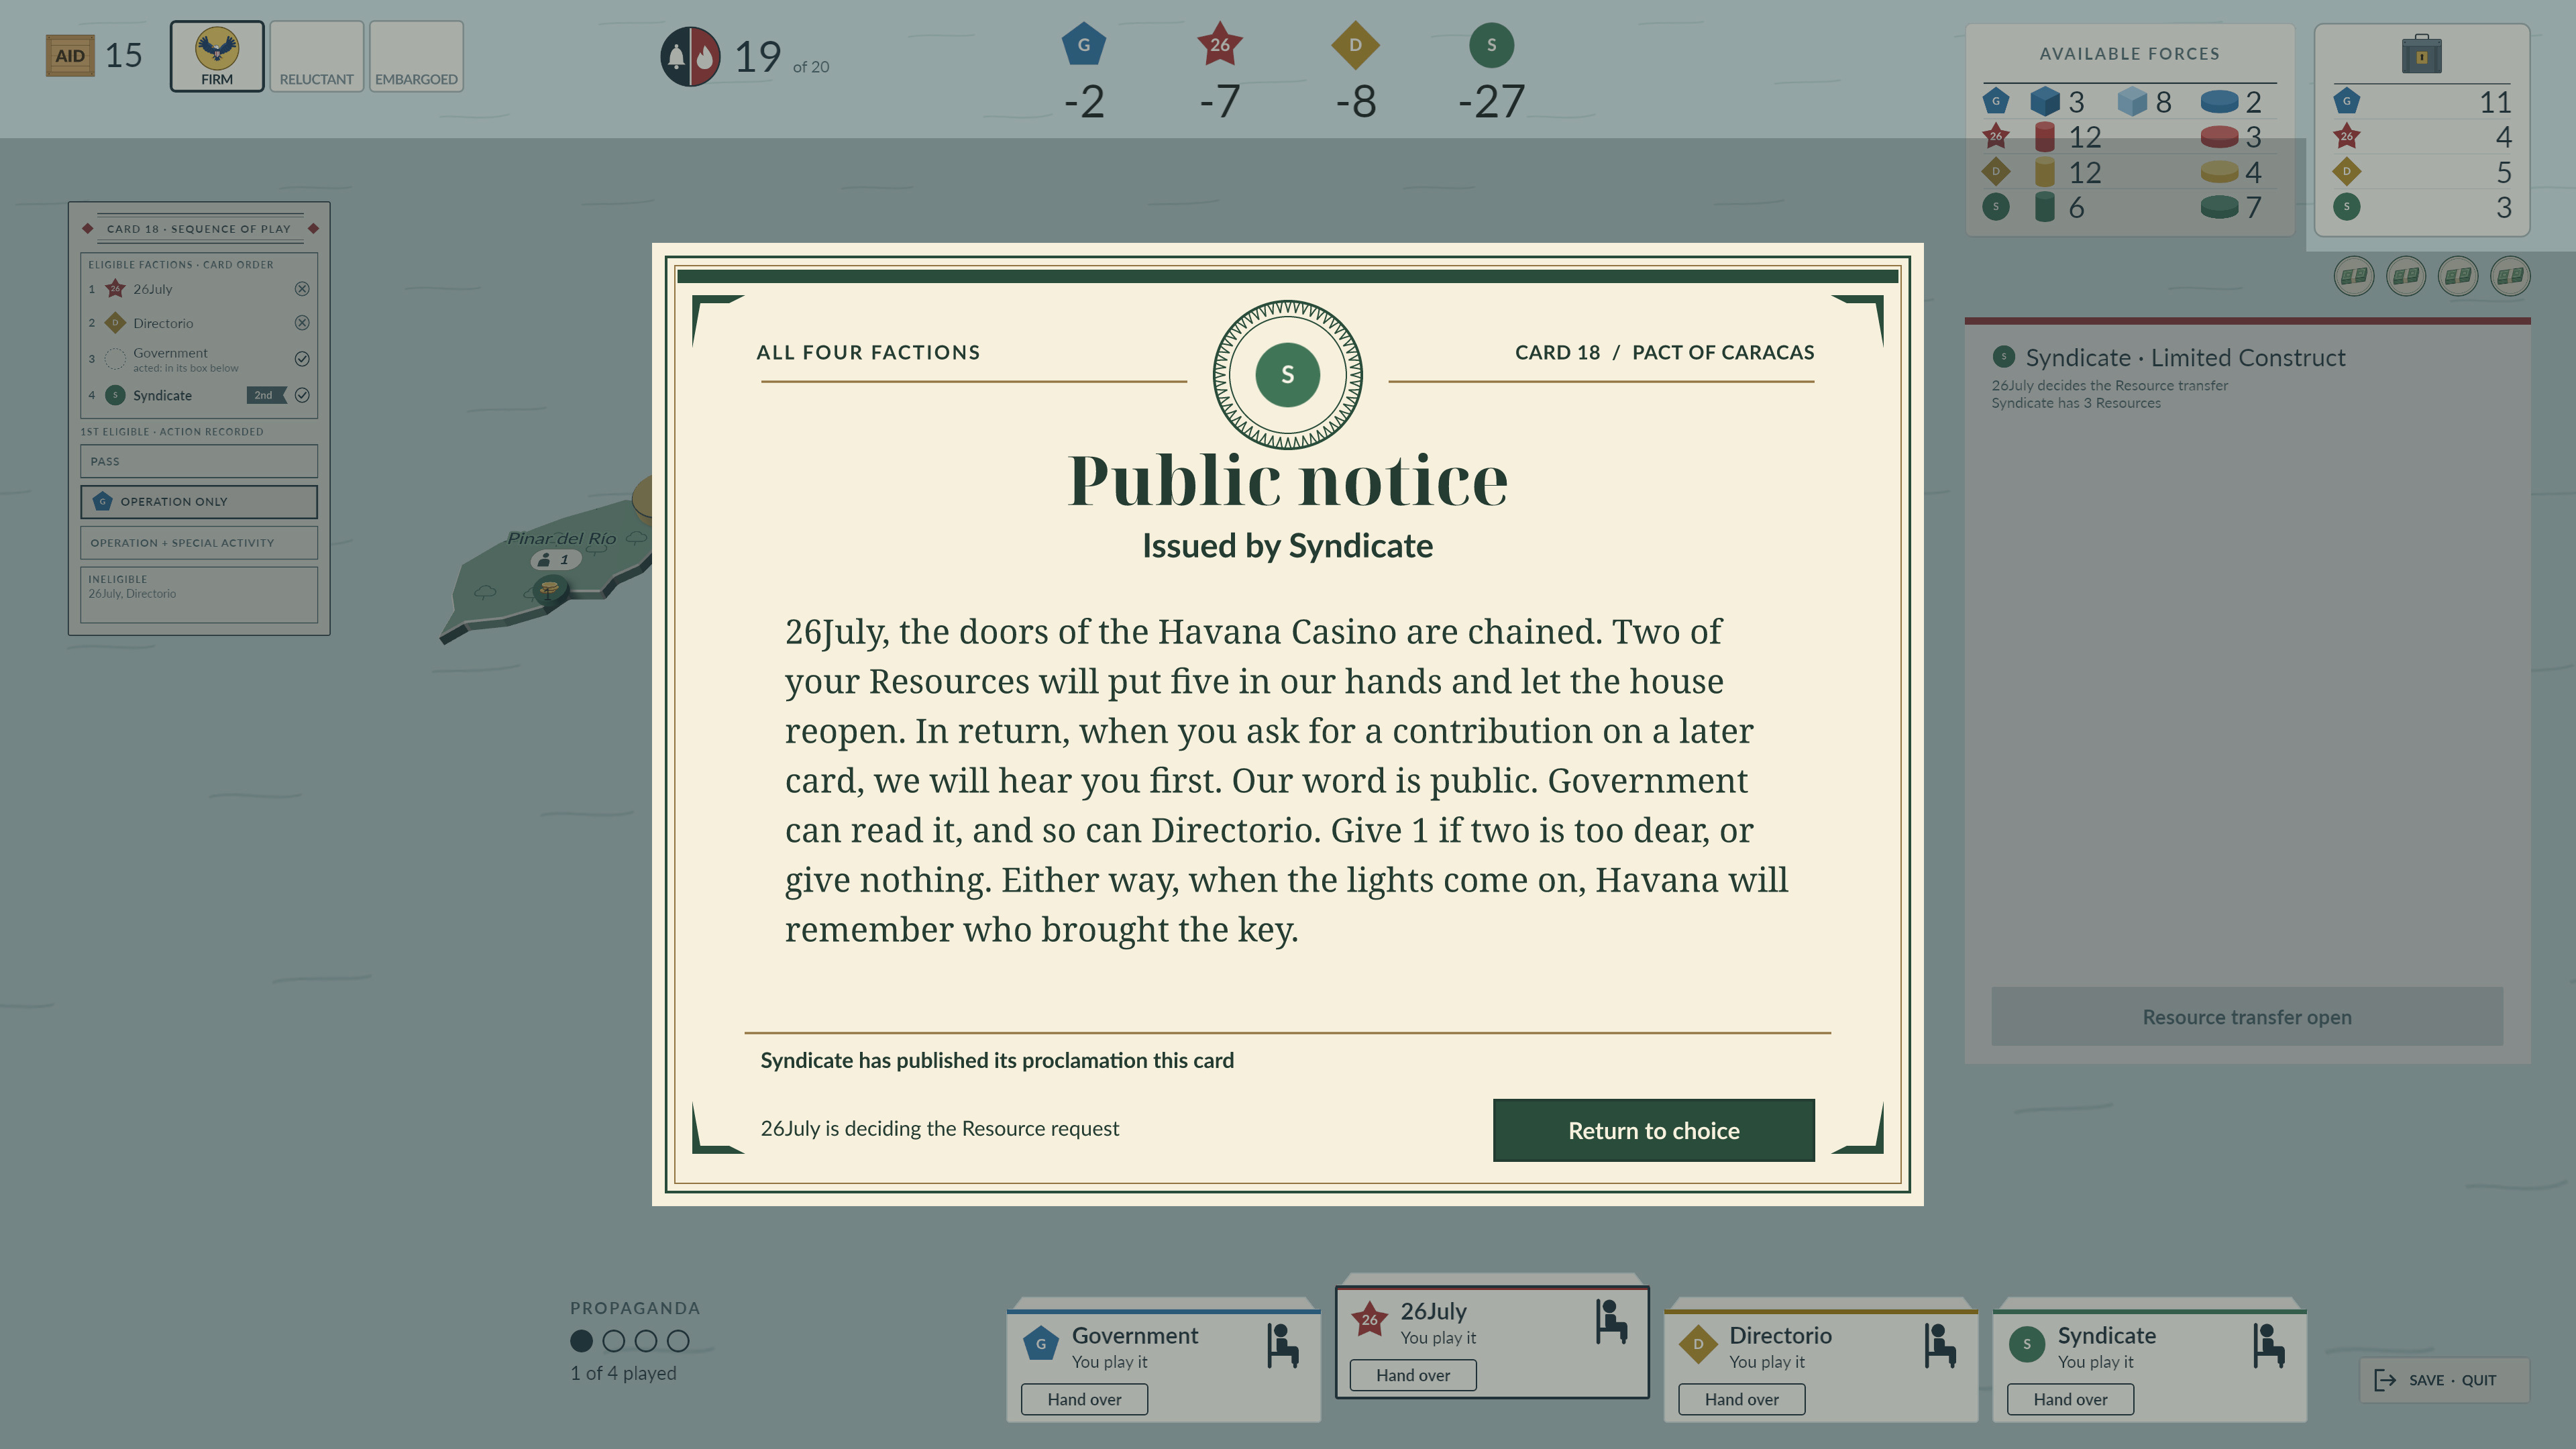 AID 15
FIRM
RELUCTANT
EMBARGOED
19 of 20
G
26
D
S
-2
-7
-8
-27
AVAILABLE FORCES
G 3 8 2
26 12 3
D 12 4
S 6 7
G 11
26 4
D 5
S 3
CARD 18 · SEQUENCE OF PLAY
ELIGIBLE FACTIONS · CARD ORDER
1 26 26July
2 D Directorio
3 Government
acted: in its box below
4 S Syndicate 2nd
1ST ELIGIBLE · ACTION RECORDED
PASS
G OPERATION ONLY
OPERATION + SPECIAL ACTIVITY
INELIGIBLE
26July, Directorio
Pinar del Río
1
1
ALL FOUR FACTIONS
S
CARD 18 / PACT OF CARACAS
Public notice
Issued by Syndicate
26July, the doors of the Havana Casino are chained. Two of
your Resources will put five in our hands and let the house
reopen. In return, when you ask for a contribution on a later
card, we will hear you first. Our word is public. Government
can read it, and so can Directorio. Give 1 if two is too dear, or
give nothing. Either way, when the lights come on, Havana will
remember who brought the key.
Syndicate has published its proclamation this card
26July is deciding the Resource request
Return to choice
S Syndicate · Limited Construct
26July decides the Resource transfer
Syndicate has 3 Resources
Resource transfer open
PROPAGANDA
1 of 4 played
G Government
You play it
Hand over
26 26July
You play it
Hand over
D Directorio
You play it
Hand over
S Syndicate
You play it
Hand over
SAVE · QUIT